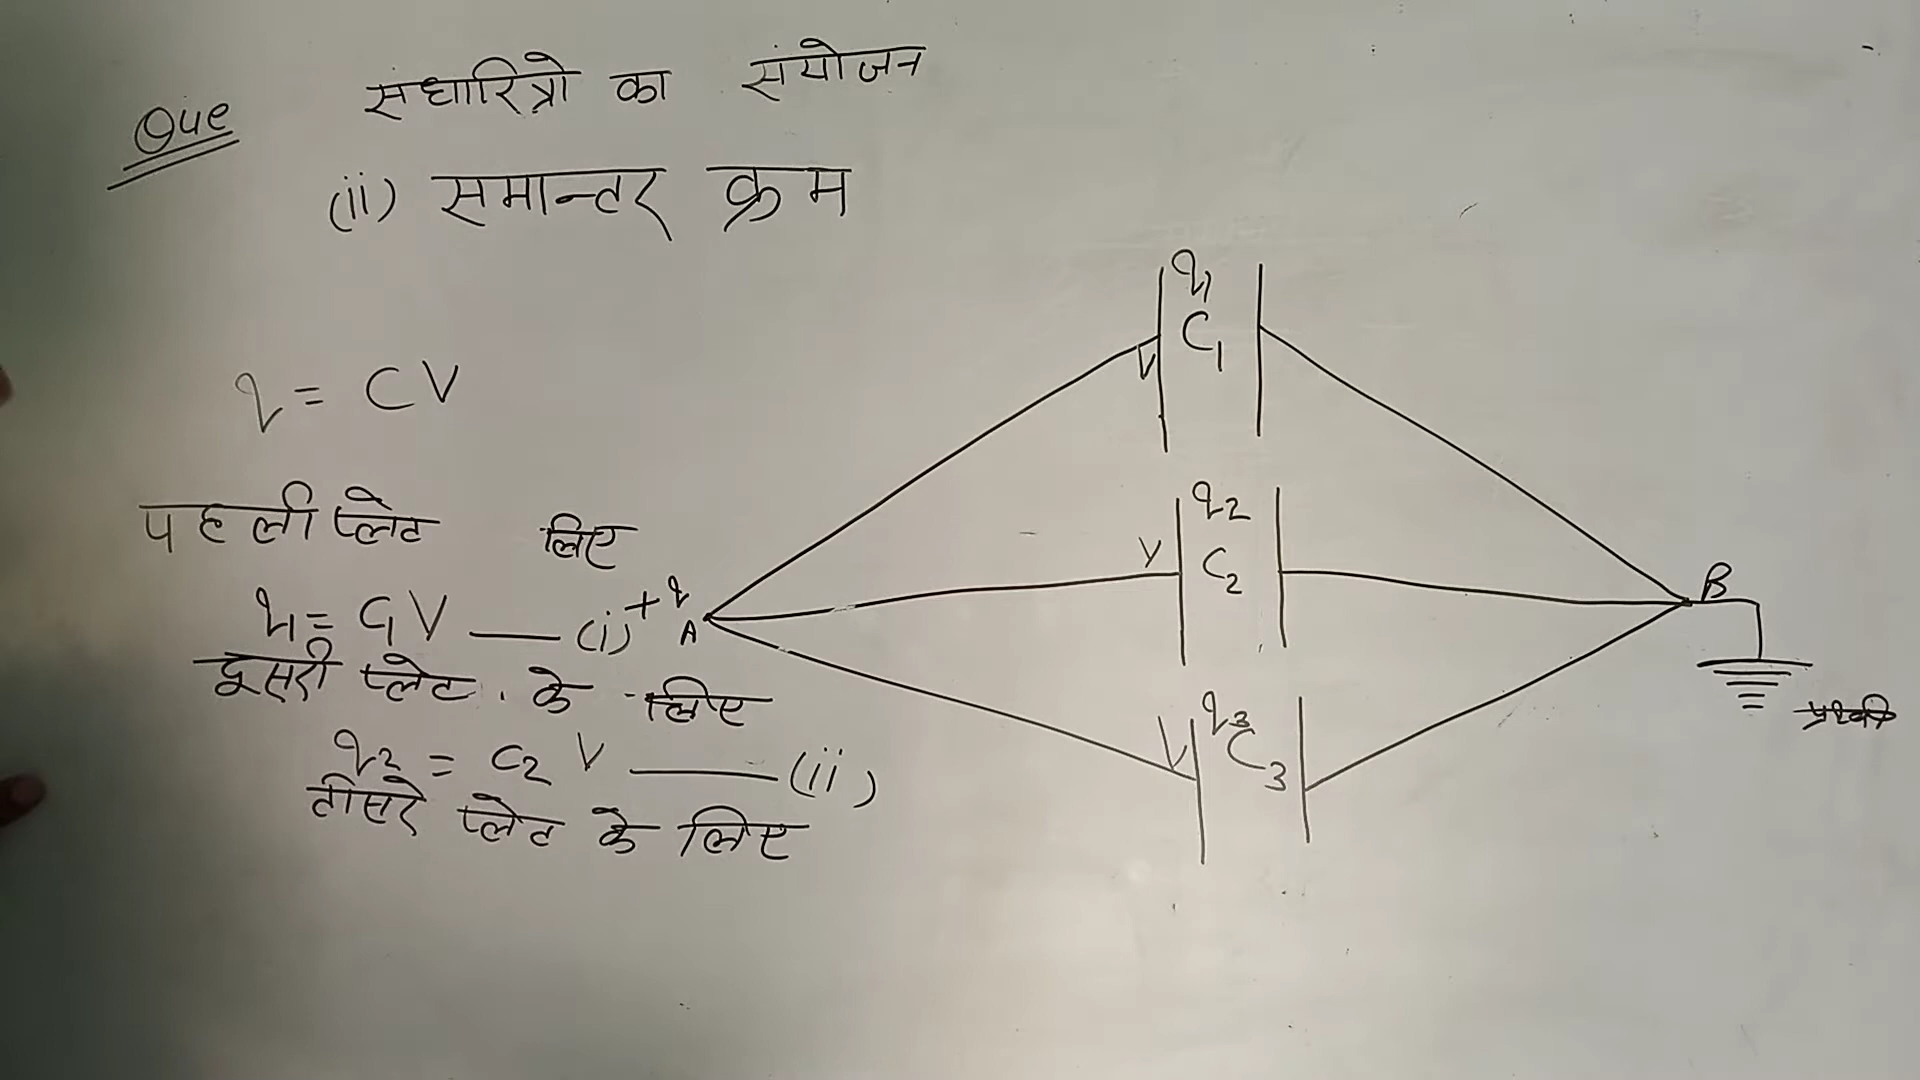 Que
संधारित्रो का संयोजन
(ii) समान्तर क्रम
q = CV
पहली प्लेट लिए
q1 = C1V —— (i)
दूसरी प्लेट के लिए
q2 = C2 V —— (ii)
तीसरे प्लेट के लिए
+q
A
q1
C1
V
q2
C2
V
q3
C3
V
B